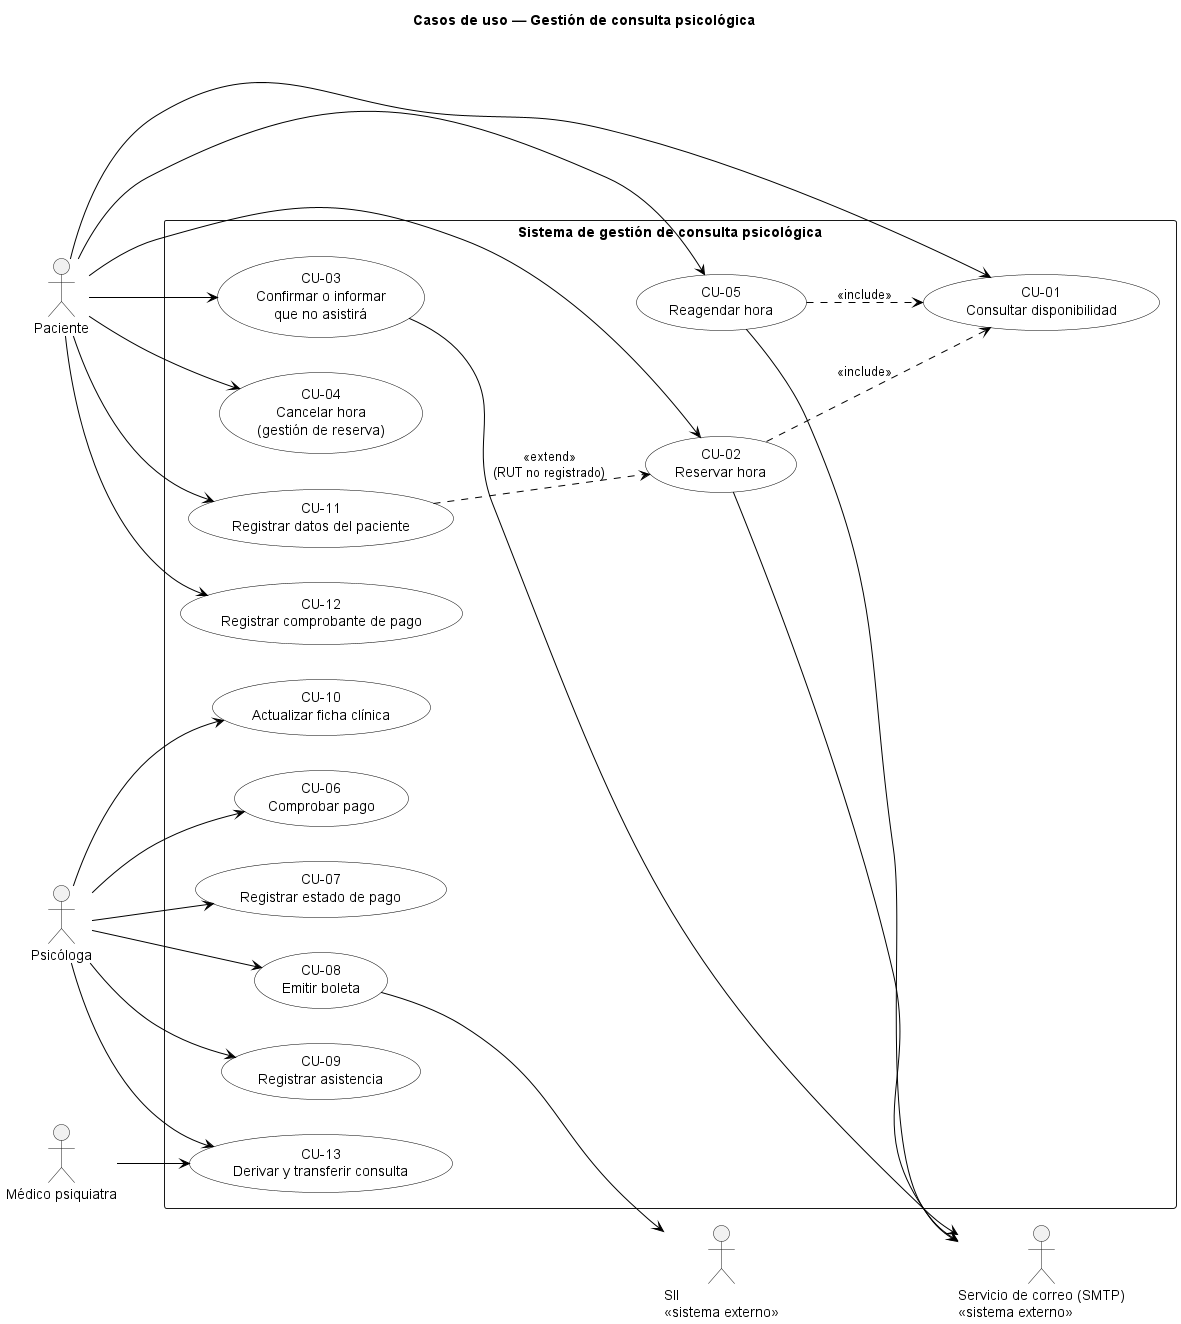 Casos de uso — Gestión de consulta psicológica
Sistema de gestión de consulta psicológica
Paciente
CU-03
Confirmar o informar
que no asistirá
CU-05
Reagendar hora
«include»
CU-01
Consultar disponibilidad
«include»
CU-04
Cancelar hora
(gestión de reserva)
CU-02
Reservar hora
«extend»
(RUT no registrado)
CU-11
Registrar datos del paciente
CU-12
Registrar comprobante de pago
CU-10
Actualizar ficha clínica
CU-06
Comprobar pago
CU-07
Registrar estado de pago
Psicóloga
CU-08
Emitir boleta
CU-09
Registrar asistencia
CU-13
Derivar y transferir consulta
Médico psiquiatra
SII
«sistema externo»
Servicio de correo (SMTP)
«sistema externo»